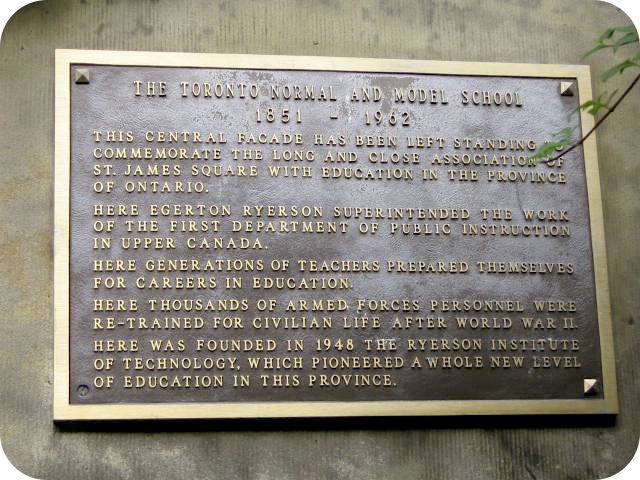 THE TORONTO NORMAL AND MODEL SCHOOL
1851 - 1962
THIS CENTRAL FACADE HAS BEEN LEFT STANDING
COMMEMORATE THE LONG AND CLOSE ASSOCIATION OF
ST. JAMES SQUARE WITH EDUCATION IN THE PROVINCE
OF ONTARIO.
HERE EGERTON RYERSON SUPERINTENDED THE WORK
OF THE FIRST DEPARTMENT OF PUBLIC INSTRUCTION
IN UPPER CANADA.
HERE GENERATIONS OF TEACHERS PREPARED THEMSELVES
FOR CAREERS IN EDUCATION.
HERE THOUSANDS OF ARMED FORCES PERSONNEL WERE
RE-TRAINED FOR CIVILIAN LIFE AFTER WORLD WAR II.
HERE WAS FOUNDED IN 1948 THE RYERSON INSTITUTE
OF TECHNOLOGY, WHICH PIONEERED A WHOLE NEW LEVEL
OF EDUCATION IN THIS PROVINCE.